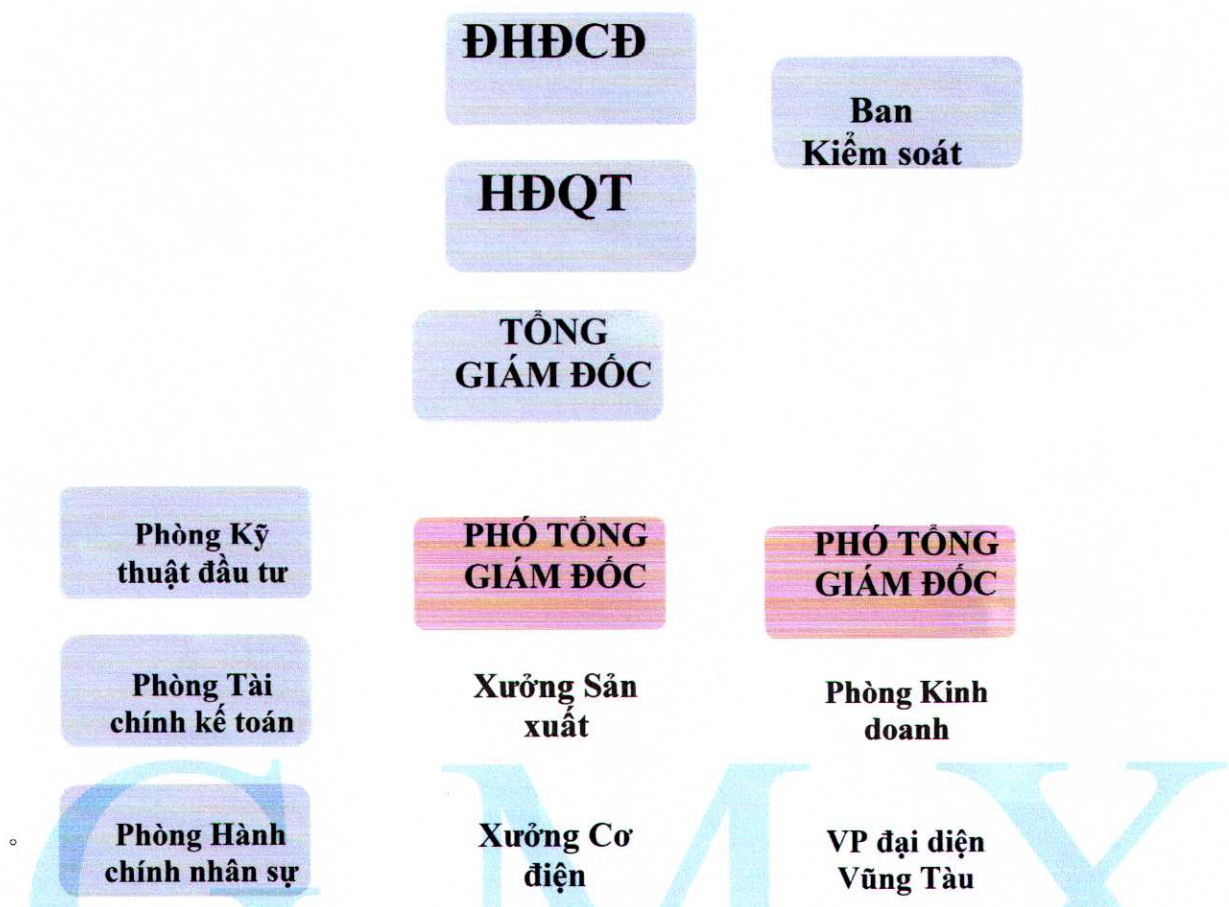 ĐHĐCĐ
Ban
Kiểm soát
HĐQT
TỔNG
GIÁM ĐỐC
Phòng Kỹ
thuật đầu tư
PHÓ TỔNG
GIÁM ĐỐC
PHÓ TỔNG
GIÁM ĐỐC
Phòng Tài
chính kế toán
Xưởng Sản
xuất
Phòng Kinh
doanh
Phòng Hành
chính nhân sự
Xưởng Cơ
điện
VP đại diện
Vũng Tàu
CMX